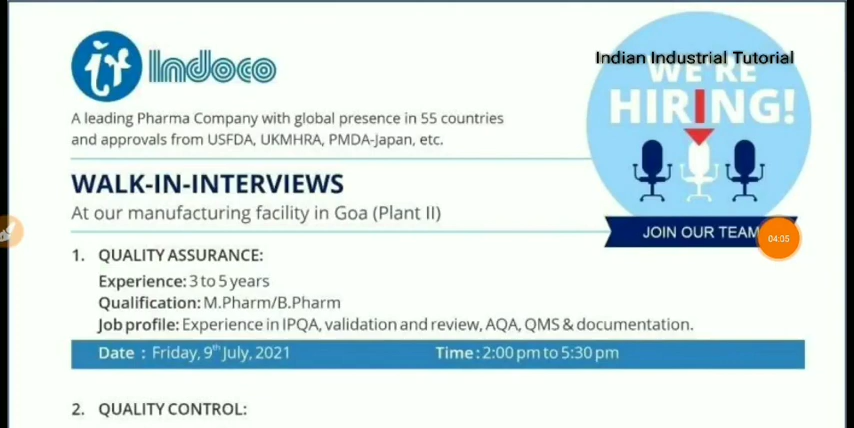 Indoco
Indian Industrial Tutorial
WE'RE
HIRING!
A leading Pharma Company with global presence in 55 countries
and approvals from USFDA, UKMHRA, PMDA-Japan, etc.
WALK-IN-INTERVIEWS
At our manufacturing facility in Goa (Plant II)
JOIN OUR TEAM
04:05
1. QUALITY ASSURANCE:
Experience: 3 to 5 years
Qualification: M.Pharm/B.Pharm
Job profile: Experience in IPQA, validation and review, AQA, QMS & documentation.
Date : Friday, 9th July, 2021 Time: 2:00 pm to 5:30 pm
2. QUALITY CONTROL: